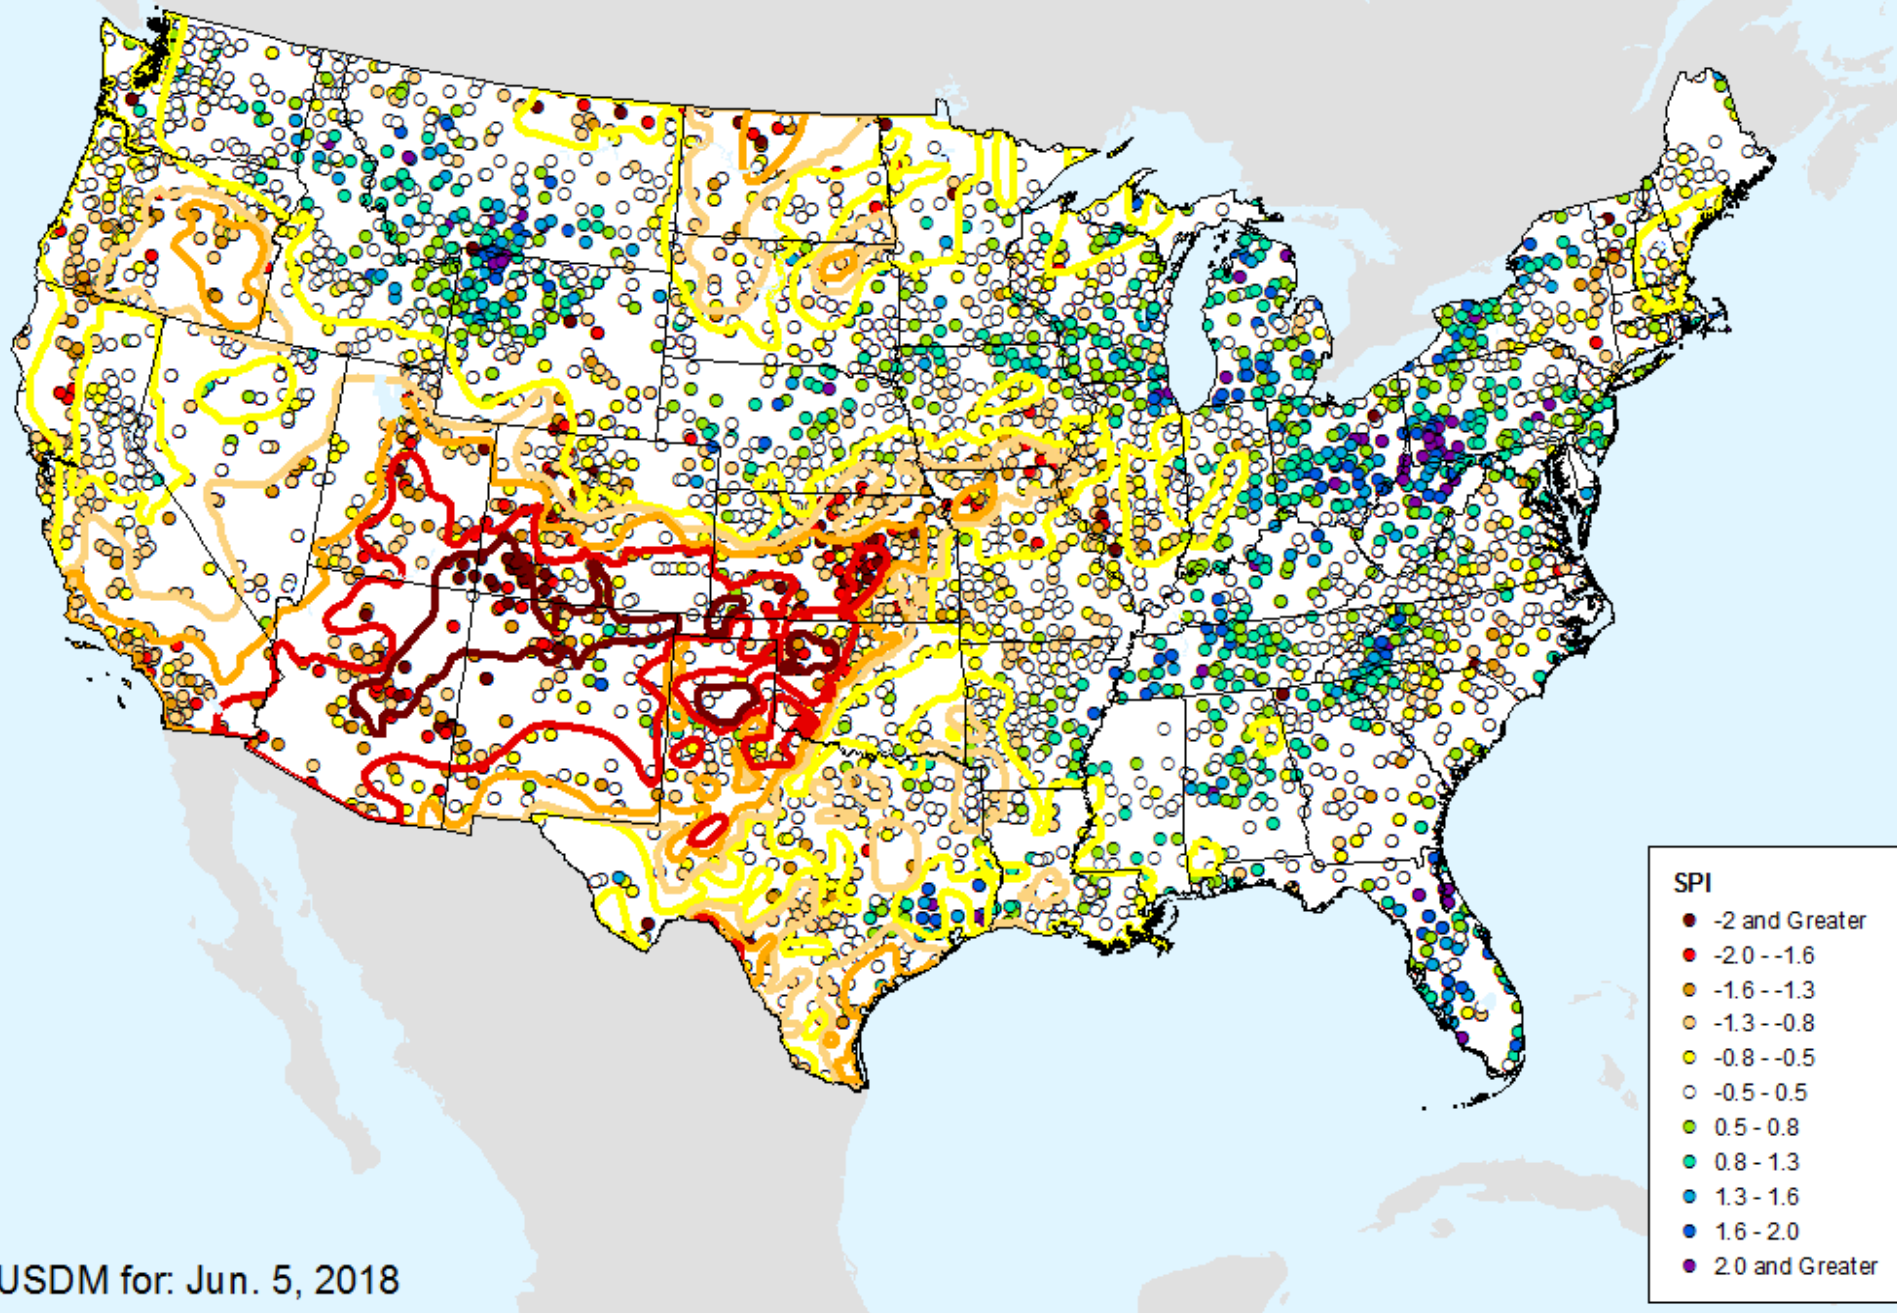 SPI
-2 and Greater
-2.0 - -1.6
-1.6 - -1.3
-1.3 - -0.8
-0.8 - -0.5
-0.5 - 0.5
0.5 - 0.8
0.8 - 1.3
1.3 - 1.6
1.6 - 2.0
2.0 and Greater
USDM for: Jun. 5, 2018